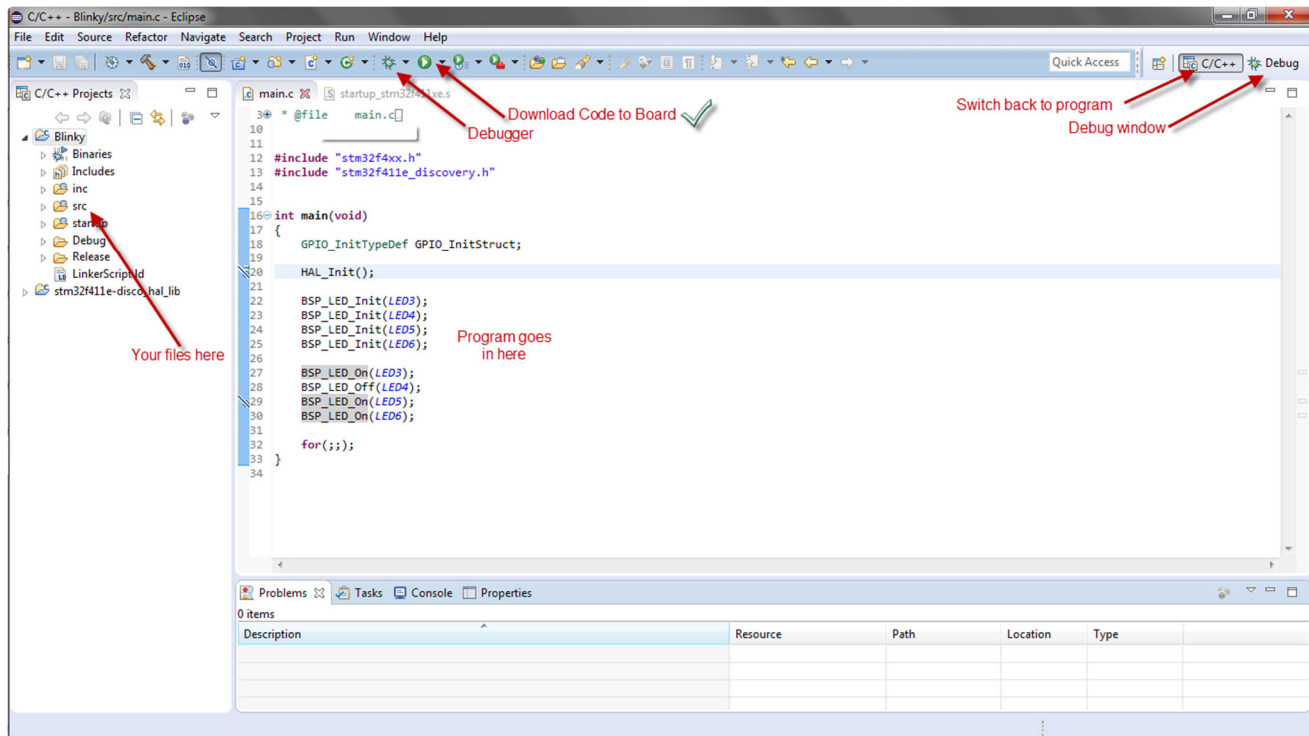 C/C++ - Blinky/src/main.c - Eclipse
File Edit Source Refactor Navigate Search Project Run Window Help
Quick Access
C/C++
Debug
C/C++ Projects
main.c
startup_stm32f411xe.s
Download Code to Board
Debugger
Switch back to program
Debug window
Blinky
Binaries
Includes
inc
src
startup
Debug
Release
LinkerScript.ld
stm32f411e-disco_hal_lib
Your files here
3 * @file main.c
10
11
12 #include "stm32f4xx.h"
13 #include "stm32f411e_discovery.h"
14
15
16 int main(void)
17 {
18 GPIO_InitTypeDef GPIO_InitStruct;
19
20 HAL_Init();
21
22 BSP_LED_Init(LED3);
23 BSP_LED_Init(LED4);
24 BSP_LED_Init(LED5);
25 BSP_LED_Init(LED6);
26
27 BSP_LED_On(LED3);
28 BSP_LED_Off(LED4);
29 BSP_LED_On(LED5);
30 BSP_LED_On(LED6);
31
32 for(;;);
33 }
34
Program goes
in here
Problems Tasks Console Properties
0 items
Description Resource Path Location Type